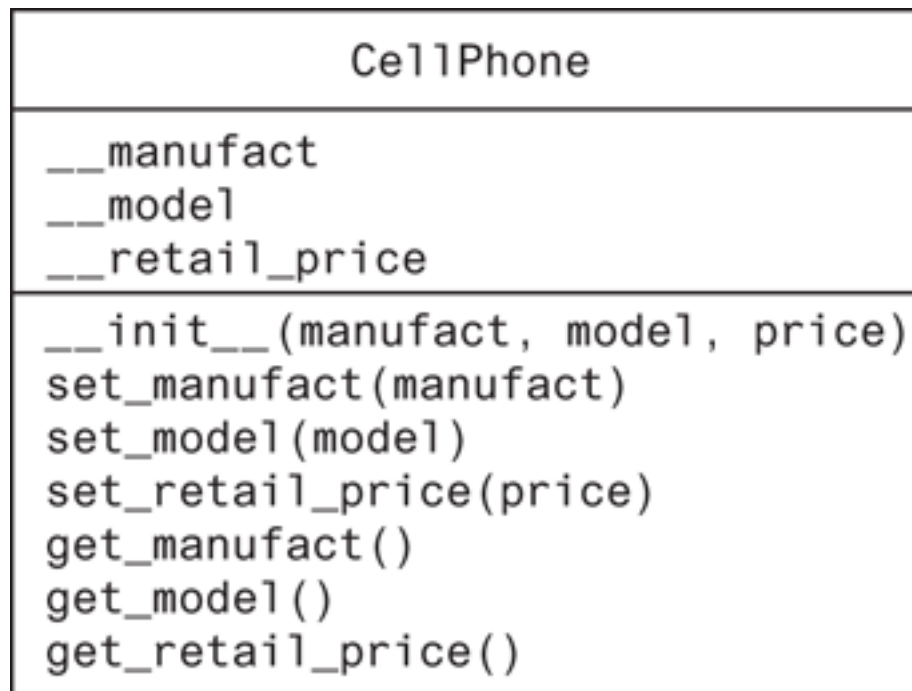 CellPhone
__manufact
__model
__retail_price
__init__(manufact, model, price)
set_manufact(manufact)
set_model(model)
set_retail_price(price)
get_manufact()
get_model()
get_retail_price()